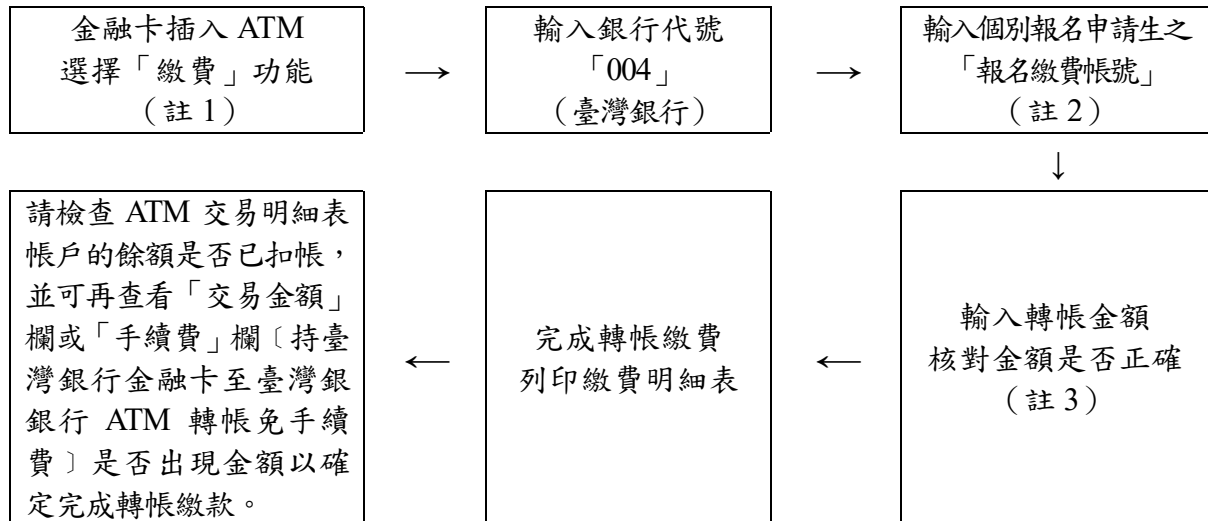 金融卡插入 ATM
選擇「繳費」功能
（註 1）
→
輸入銀行代號
「004」
（臺灣銀行）
→
輸入個別報名申請生之
「報名繳費帳號」
（註 2）
↓
輸入轉帳金額
核對金額是否正確
（註 3）
←
完成轉帳繳費
列印繳費明細表
←
請檢查 ATM 交易明細表
帳戶的餘額是否已扣帳，
並可再查看「交易金額」
欄或「手續費」欄〔持臺
灣銀行金融卡至臺灣銀
銀行 ATM 轉帳免手續
費〕是否出現金額以確
定完成轉帳繳款。